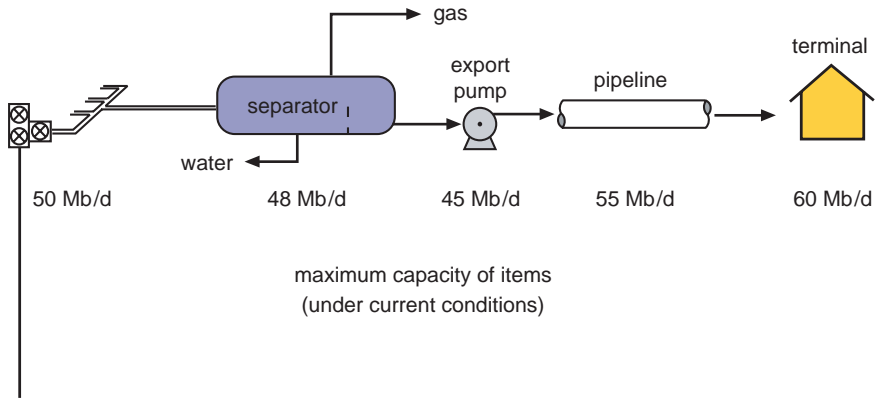 gas
terminal
export
pump
pipeline
separator
water
50 Mb/d
48 Mb/d
45 Mb/d
55 Mb/d
60 Mb/d
maximum capacity of items
(under current conditions)